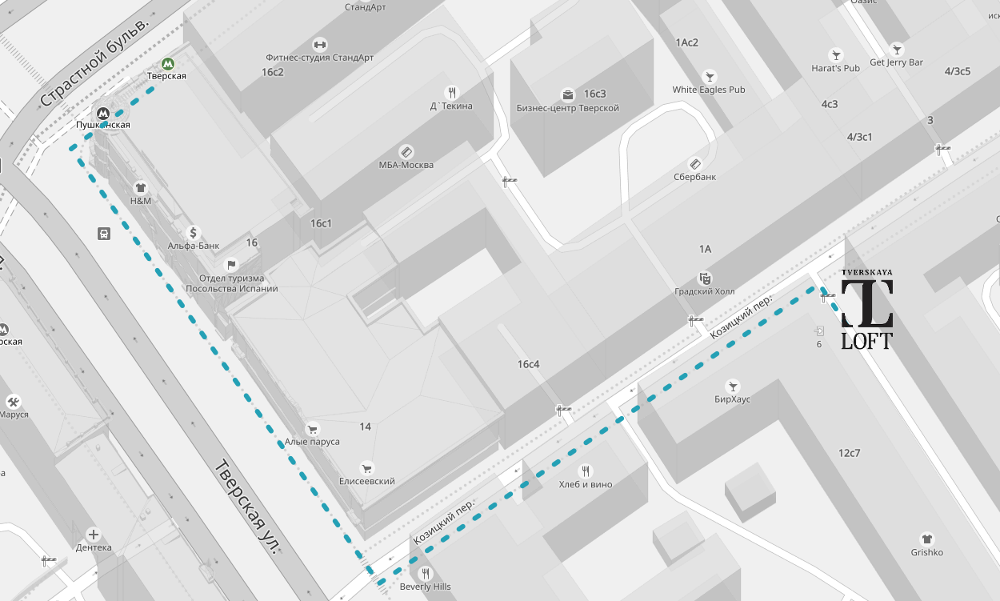 СтандАрт
Страстной бульв.
Тверская
Фитнес-студия СтандАрт
16с2
Пушкинская
Д`Текина
16с3
Бизнес-центр Тверской
1Ас2
White Eagles Pub
Harat's Pub
Get Jerry Bar
4/3с5
4с3
3
4/3с1
МБА-Москва
Сбербанк
H&M
16с1
Альфа-Банк
16
Отдел туризма
Посольства Испании
1А
Градский Холл
TVERSKAYA
TL
LOFT
Козицкий пер.
6
16с4
БирХаус
Маруся
14
Алые паруса
Елисеевский
12с7
Хлеб и вино
Тверская ул.
Козицкий пер.
Дентека
Grishko
Beverly Hills